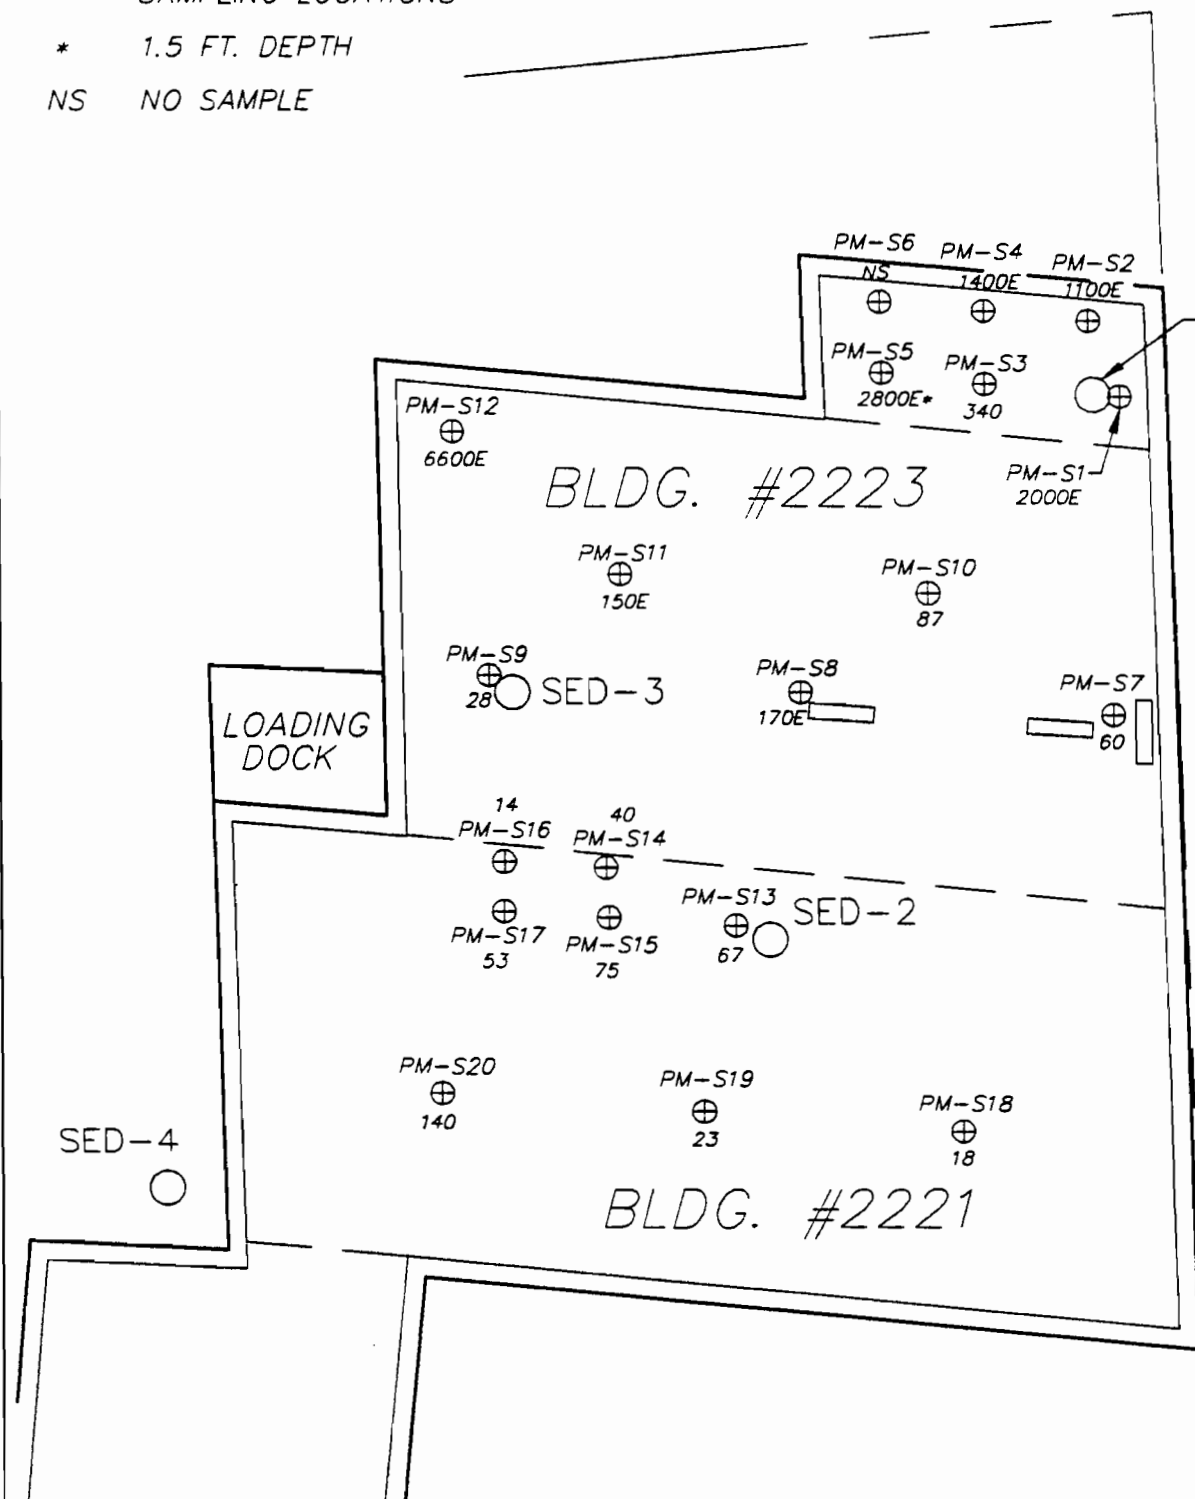 SAMPLING LOCATIONS
* 1.5 FT. DEPTH
NS NO SAMPLE
PM-S6
NS
PM-S4
1400E
PM-S2
1100E
PM-S5
2800E*
PM-S3
340
PM-S1
2000E
PM-S12
6600E
BLDG. #2223
PM-S11
150E
PM-S10
87
PM-S9
28
SED-3
PM-S8
170E
PM-S7
60
LOADING
DOCK
14
PM-S16
40
PM-S14
PM-S13
67
SED-2
PM-S17
53
PM-S15
75
PM-S20
140
PM-S19
23
PM-S18
18
SED-4
BLDG. #2221